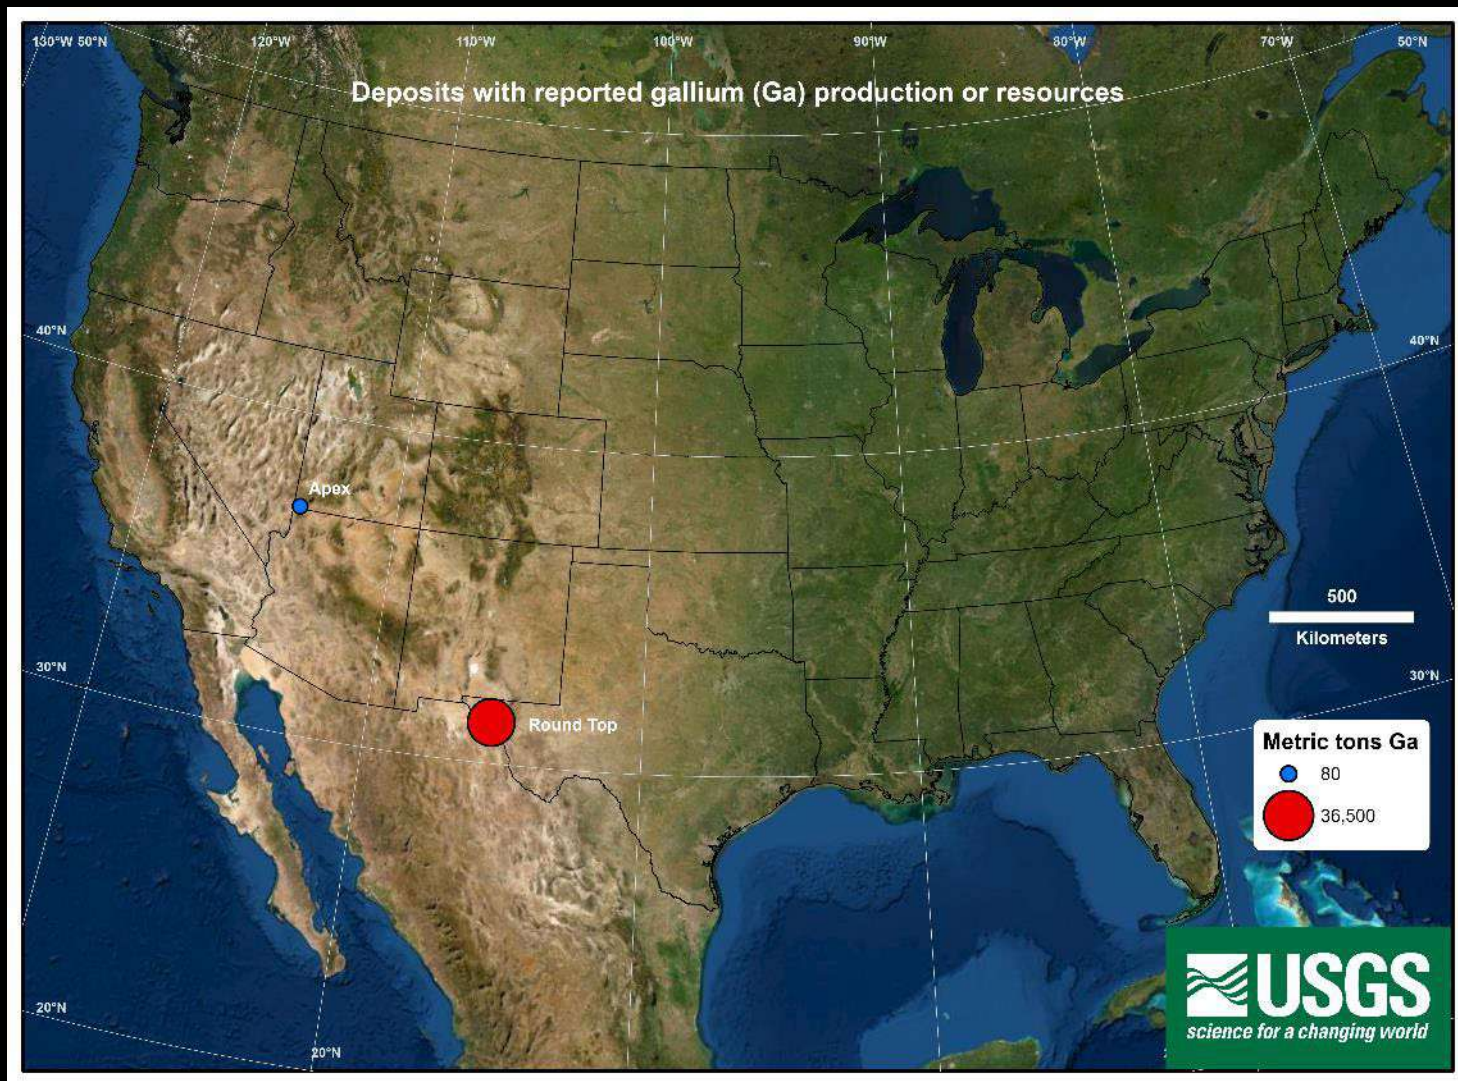 130°W 50°N
120°W
110°W
100°W
90°W
80°W
70°W
50°N
Deposits with reported gallium (Ga) production or resources
40°N
40°N
Apex
500
Kilometers
30°N
30°N
Round Top
Metric tons Ga
80
36,500
20°N
20°N
USGS
science for a changing world